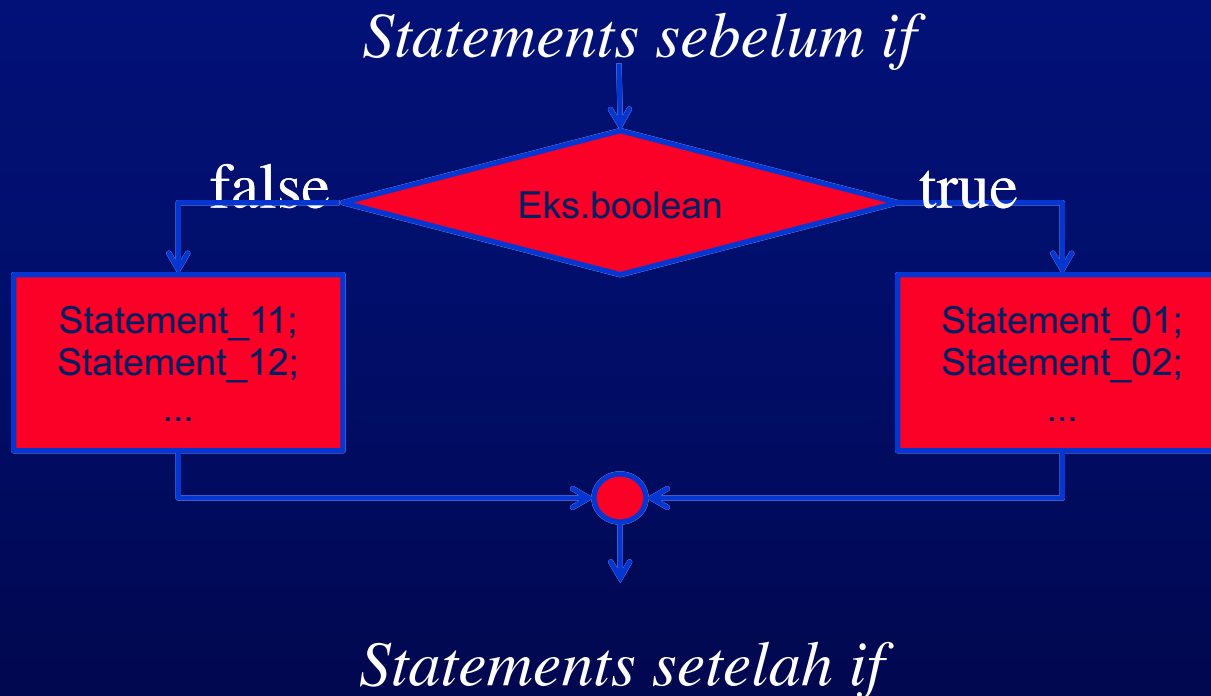 Statements sebelum if
false
Eks.boolean
true
Statement_11;
Statement_12;
...
Statement_01;
Statement_02;
...
Statements setelah if